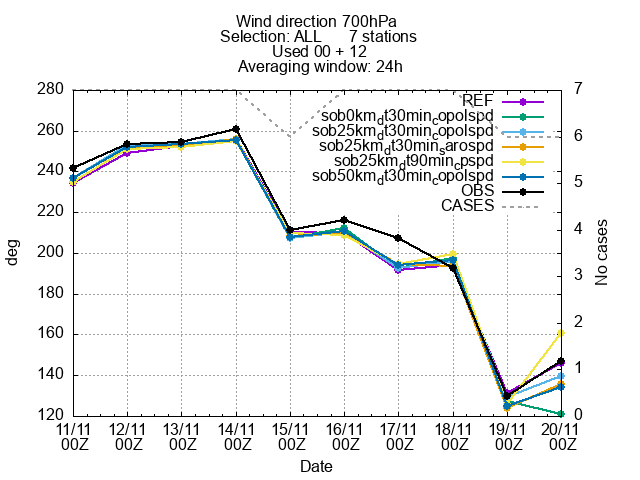 Wind direction 700hPa
Selection: ALL 7 stations
Used 00 + 12
Averaging window: 24h
280
260
240
220
200
180
160
140
120
deg
7
6
5
4
3
2
1
0
No cases
REF
sob0km_dt30min_copolspd
sob25km_dt30min_copolspd
sob25km_dt30min_sarospd
sob25km_dt90min_cpspd
sob50km_dt30min_copolspd
OBS
CASES
11/11 12/11 13/11 14/11 15/11 16/11 17/11 18/11 19/11 20/11
00Z 00Z 00Z 00Z 00Z 00Z 00Z 00Z 00Z 00Z
Date